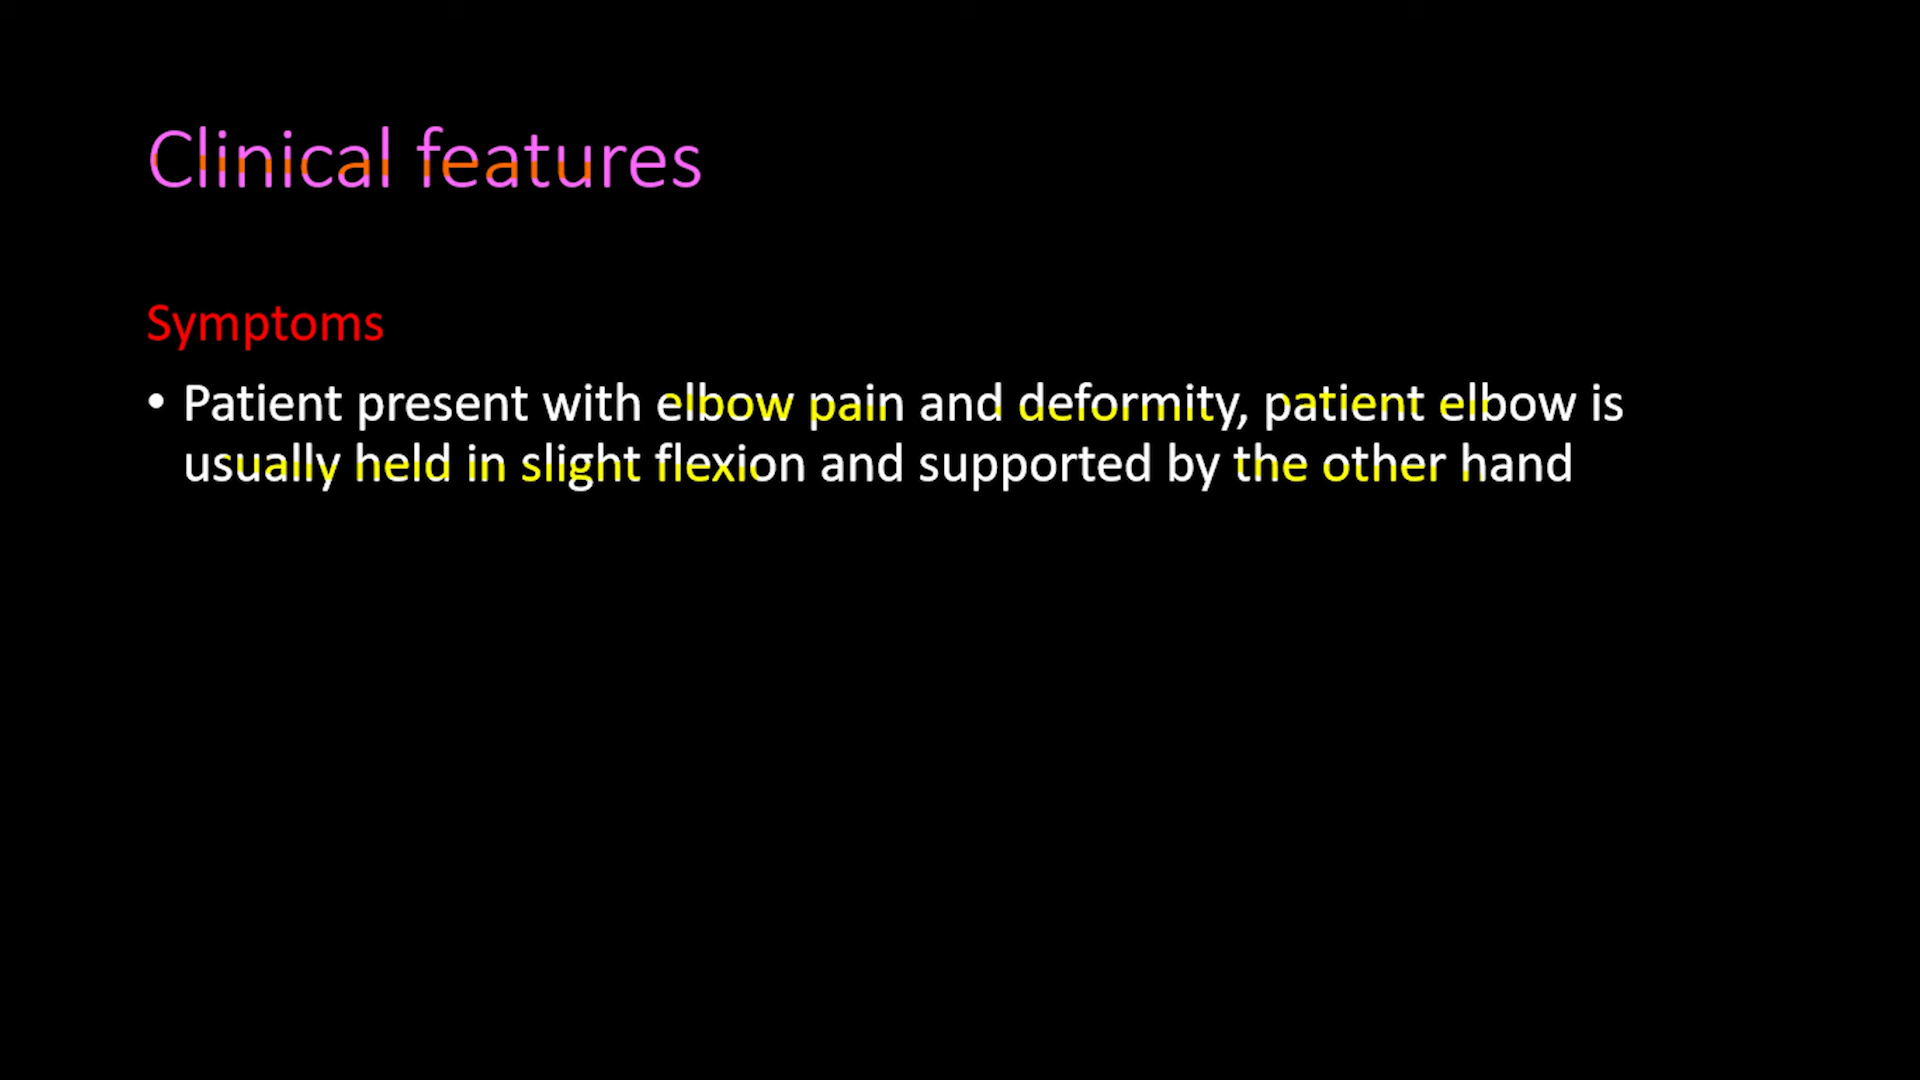 Clinical features
Symptoms
• Patient present with elbow pain and deformity, patient elbow is
usually held in slight flexion and supported by the other hand